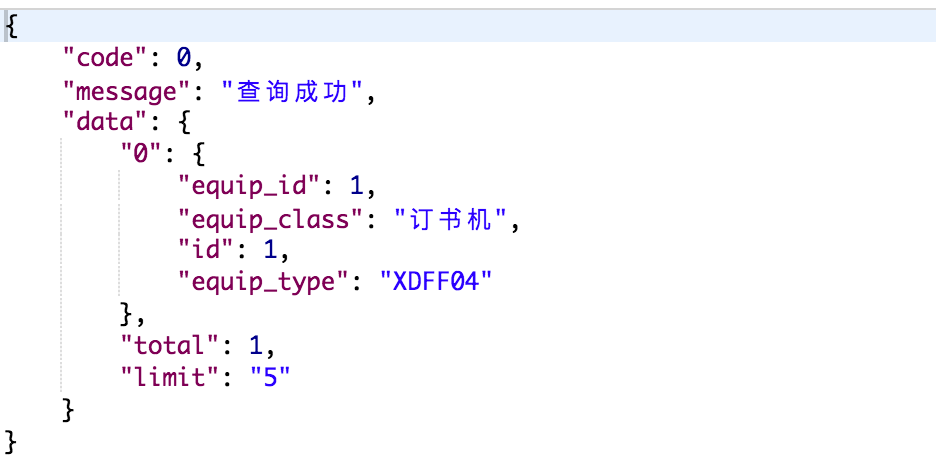 {
    "code": 0,
    "message": "查询成功",
    "data": {
        "0": {
            "equip_id": 1,
            "equip_class": "订书机",
            "id": 1,
            "equip_type": "XDFF04"
        },
        "total": 1,
        "limit": "5"
    }
}